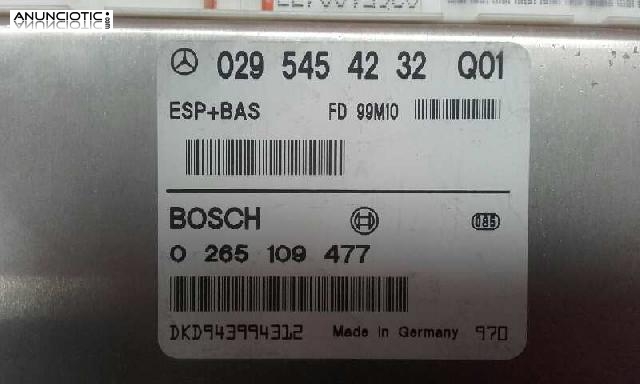 ANUNCIOTIC.com
029 545 42 32 Q01
ESP+BAS FD 99M10
BOSCH 085
0 265 109 477
DKD943994312 Made in Germany 970